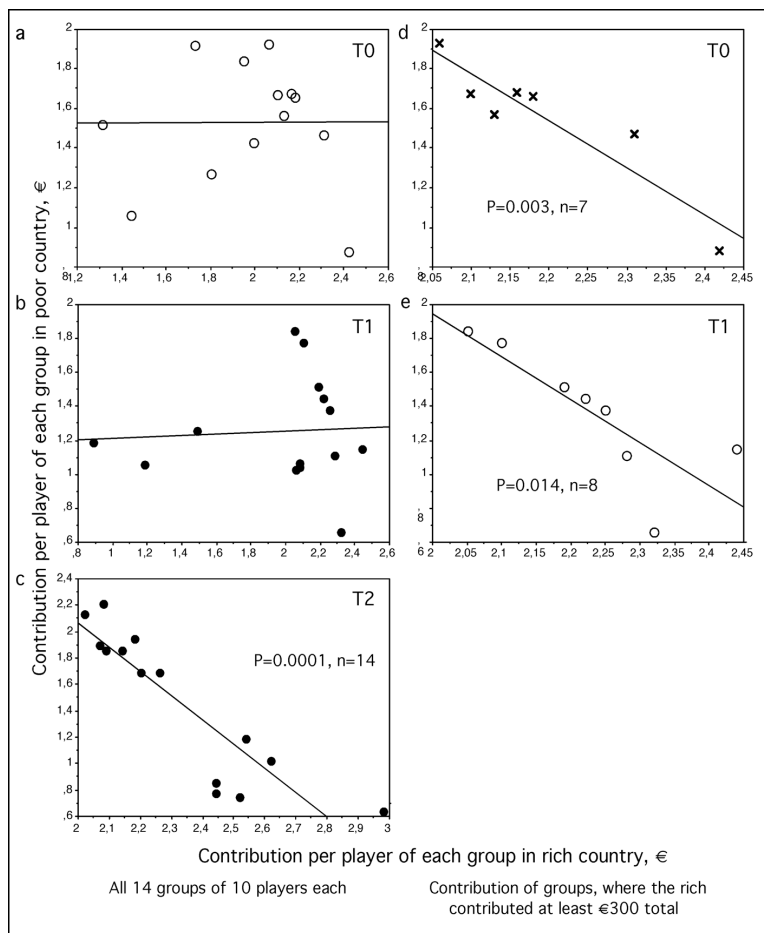 Contribution per player of each group in poor country, €
a
T0
2
1,8
1,6
1,4
1,2
1
,8
1,2 1,4 1,6 1,8 2 2,2 2,4 2,6
d
T0
P=0.003, n=7
2
1,8
1,6
1,4
1,2
1
,8
2,05 2,1 2,15 2,2 2,25 2,3 2,35 2,4 2,45
b
T1
2
1,8
1,6
1,4
1,2
1
,8
,6
,8 1 1,2 1,4 1,6 1,8 2 2,2 2,4 2,6
e
T1
P=0.014, n=8
2
1,8
1,6
1,4
1,2
1
,8
,6
2 2,05 2,1 2,15 2,2 2,25 2,3 2,35 2,4 2,45
c
T2
P=0.0001, n=14
2,4
2,2
2
1,8
1,6
1,4
1,2
1
,8
,6
2 2,1 2,2 2,3 2,4 2,5 2,6 2,7 2,8 2,9 3
Contribution per player of each group in rich country, €
All 14 groups of 10 players each
Contribution of groups, where the rich
contributed at least €300 total